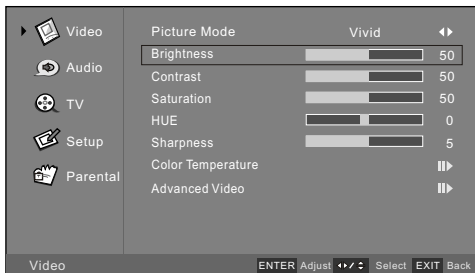 Video
Audio
TV
Setup
Parental
Picture Mode Vivid
Brightness 50
Contrast 50
Saturation 50
HUE 0
Sharpness 5
Color Temperature
Advanced Video
Video ENTER Adjust / Select EXIT Back